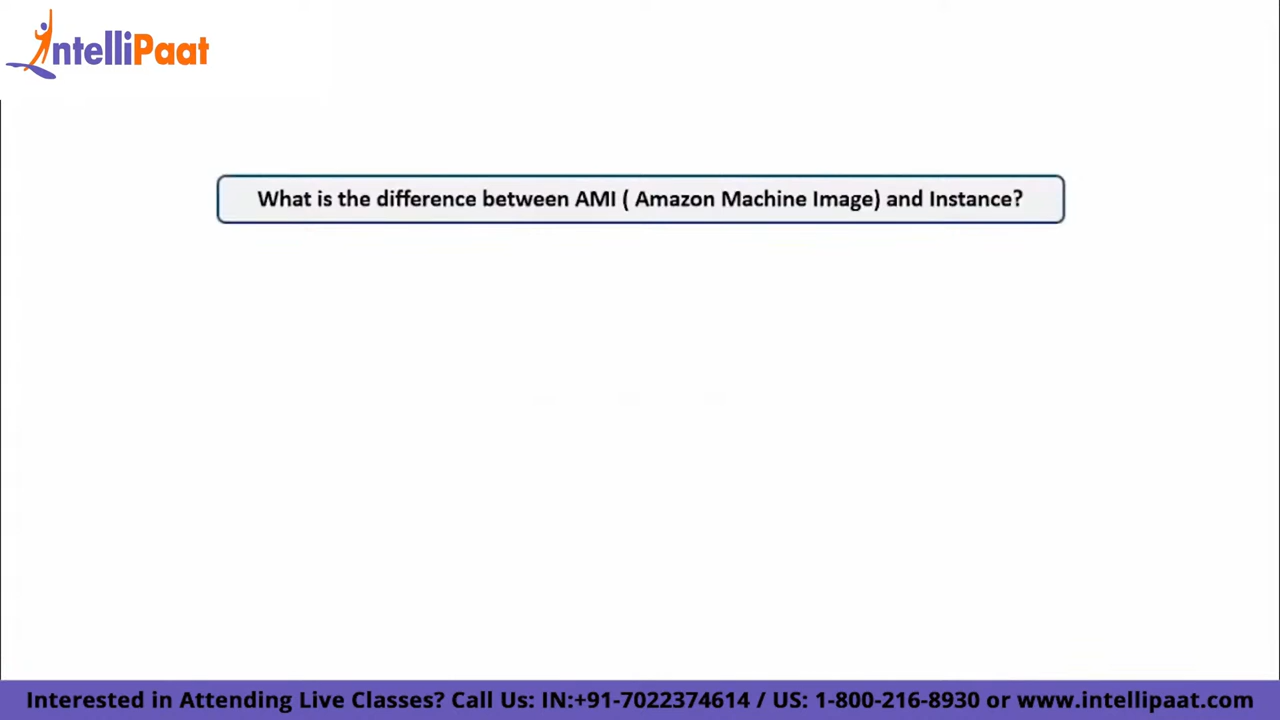 IntelliPaat
What is the difference between AMI ( Amazon Machine Image) and Instance?
Interested in Attending Live Classes? Call Us: IN:+91-7022374614 / US: 1-800-216-8930 or www.intellipaat.com